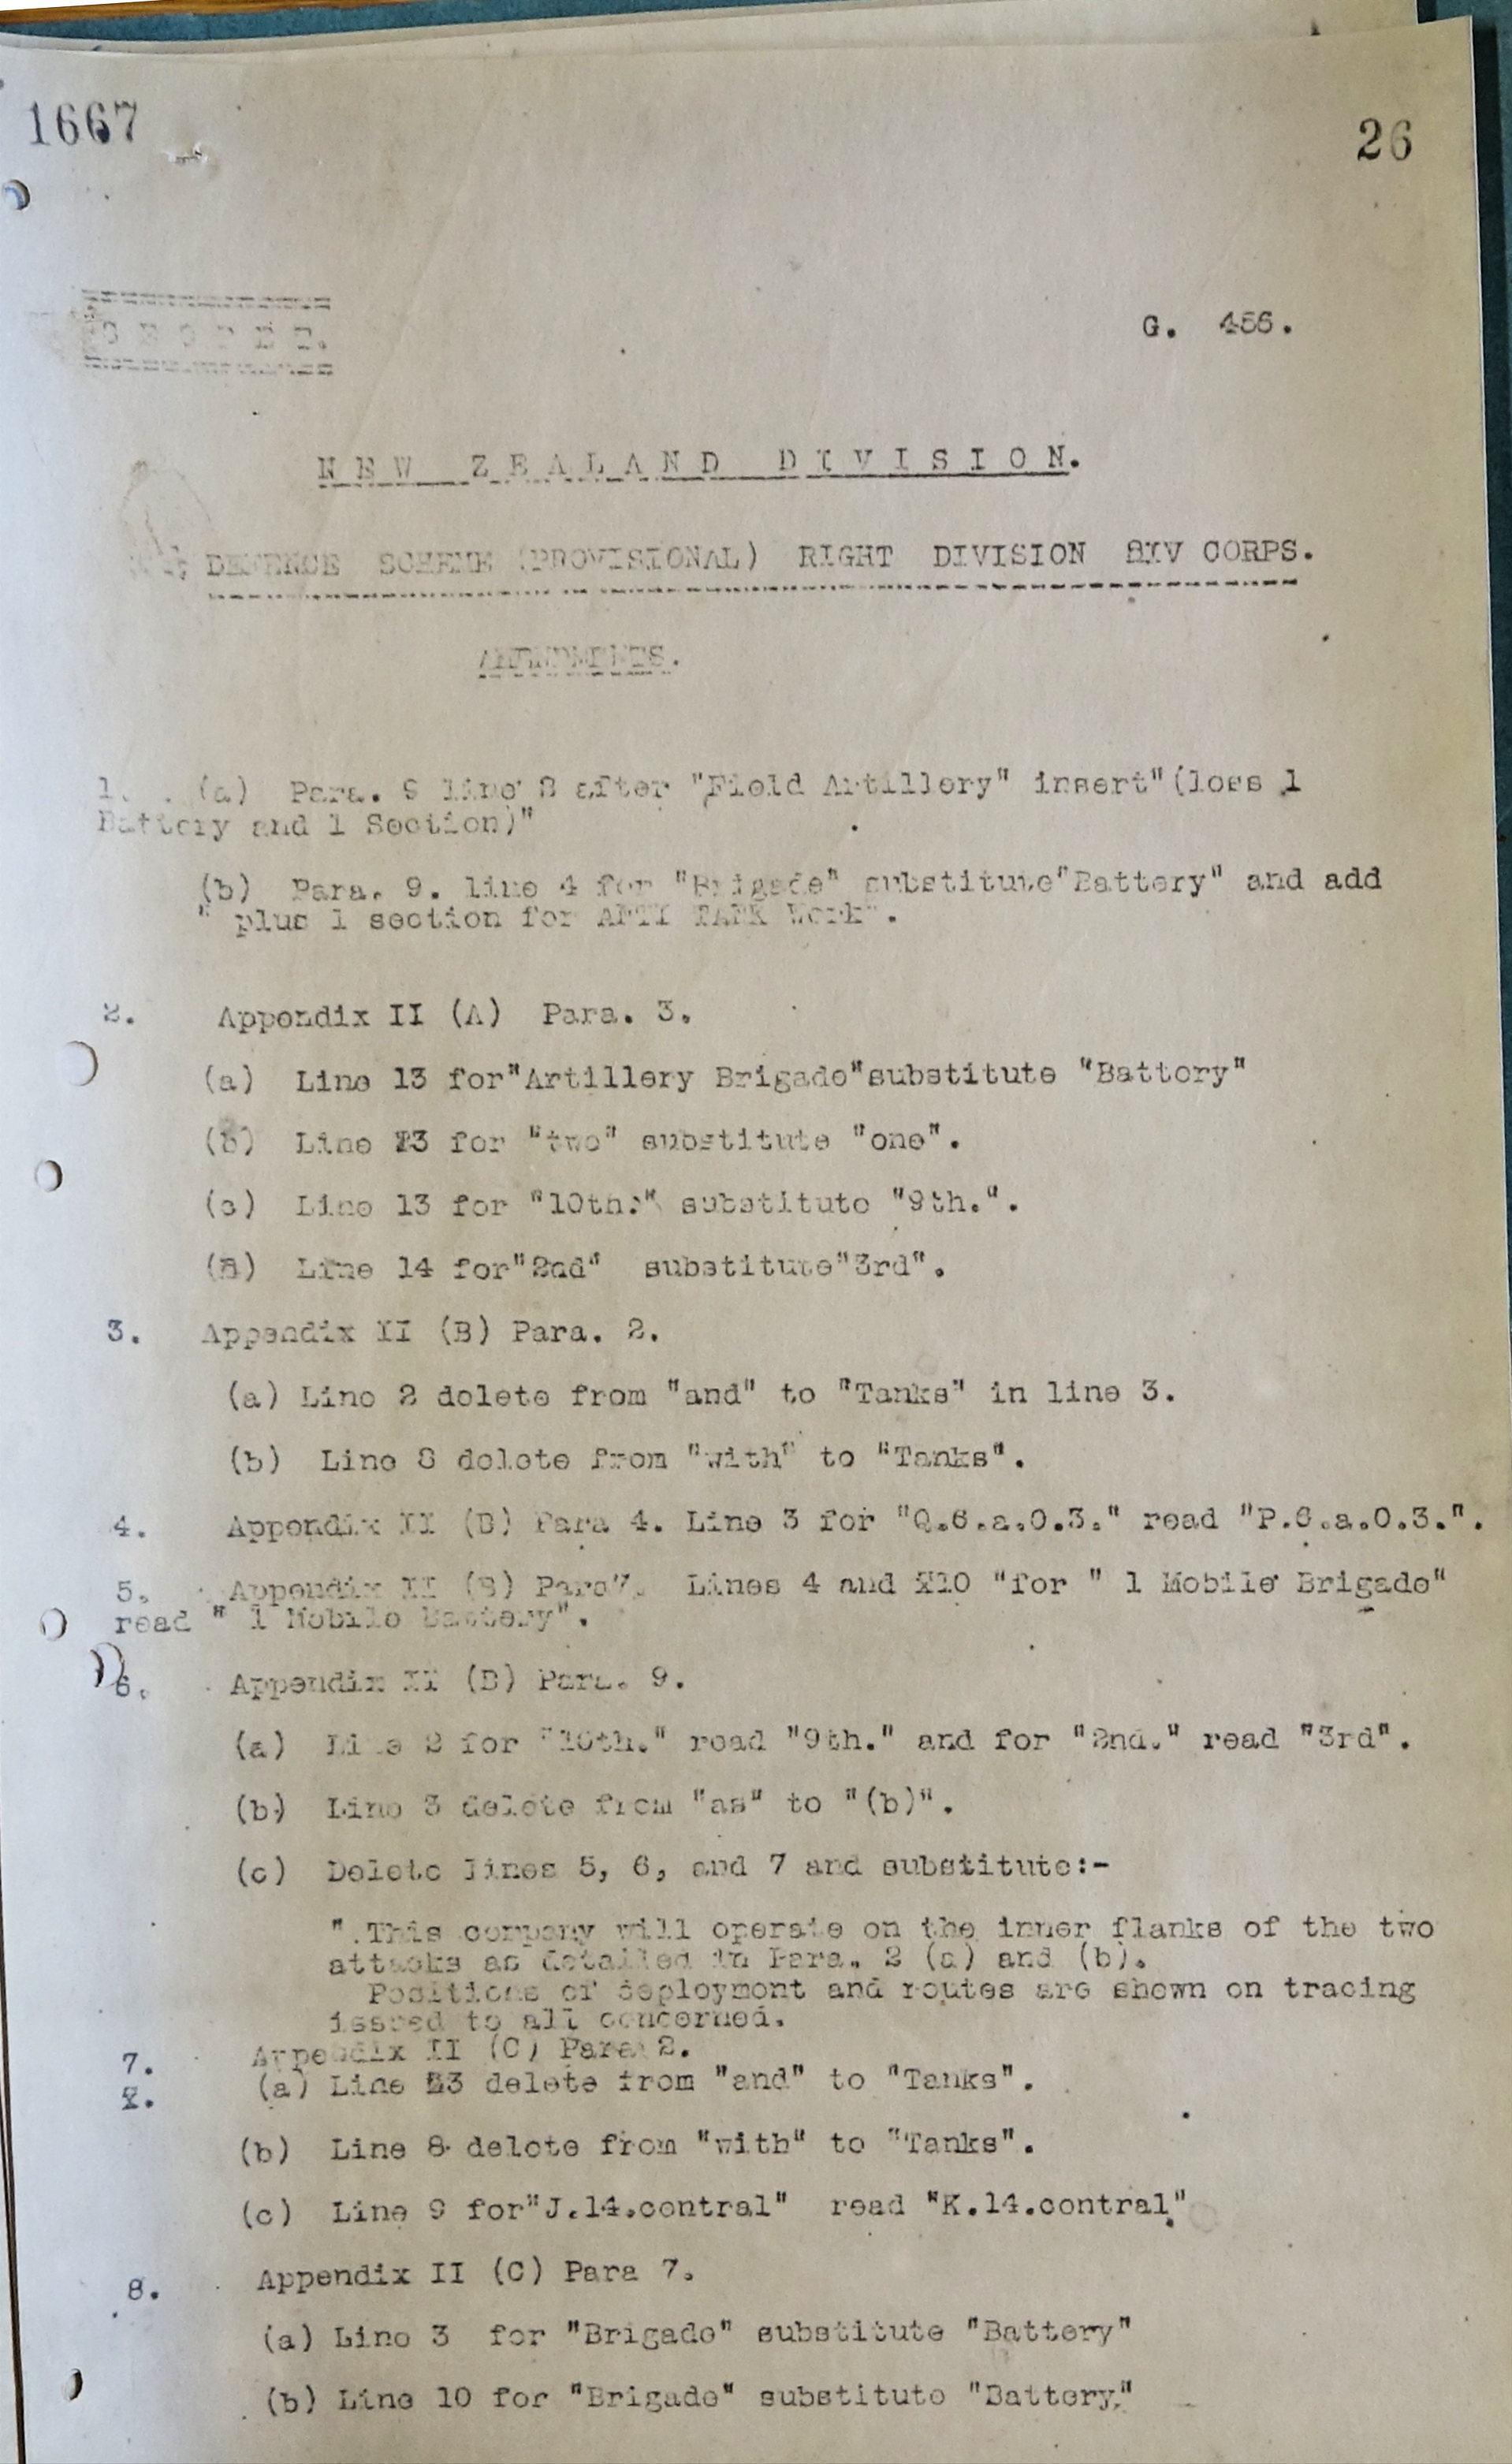 1667
26
S E C R E T.
G. 456.
NEW ZEALAND DIVISION.
DEFENCE SCHEME (PROVISIONAL) RIGHT DIVISION XIV CORPS.
AMENDMENTS.
1. (a) Para. 9 line 3 after "Field Artillery" insert"(less 1
Battery and 1 Section)"
(b) Para. 9. line 4 for "Brigade" substitute"Battery" and add
" plus 1 section for ANTI TANK Work".
2. Appendix II (A) Para. 3.
(a) Line 13 for"Artillery Brigade"substitute "Battery"
(b) Line 13 for "two" substitute "one".
(c) Line 13 for "10th." substitute "9th.".
(d) Line 14 for"2nd" substitute"3rd".
3. Appendix II (B) Para. 2.
(a) Line 2 delete from "and" to "Tanks" in line 3.
(b) Line 8 delete from "with" to "Tanks".
4. Appendix II (B) Para 4. Line 3 for "Q.6.a.0.3." read "P.6.a.0.3.".
5. Appendix II (B) Para 7. Lines 4 and 10 "for " 1 Mobile Brigade"
read " 1 Mobile Battery".
6. Appendix II (B) Para. 9.
(a) Line 2 for "10th." read "9th." and for "2nd." read "3rd".
(b) Line 3 delete from "as" to "(b)".
(c) Delete lines 5, 6, and 7 and substitute:-
" This company will operate on the inner flanks of the two
attacks as detailed in Para. 2 (a) and (b).
Positions of deployment and routes are shown on tracing
issued to all concerned.
7. Appendix II (C) Para 2.
(a) Line 3 delete from "and" to "Tanks".
(b) Line 8 delete from "with" to "Tanks".
(c) Line 9 for"J.14.central" read "K.14.central"
8. Appendix II (C) Para 7.
(a) Line 3 for "Brigade" substitute "Battery"
(b) Line 10 for "Brigade" substitute "Battery."